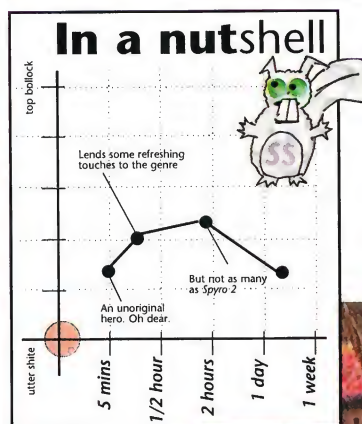 In a nutshell
top bollock
SS
Lends some refreshing
touches to the genre
But not as many
as Spyro 2
An unoriginal
hero. Oh dear.
utter shite
5 mins
1/2 hour
2 hours
1 day
1 week